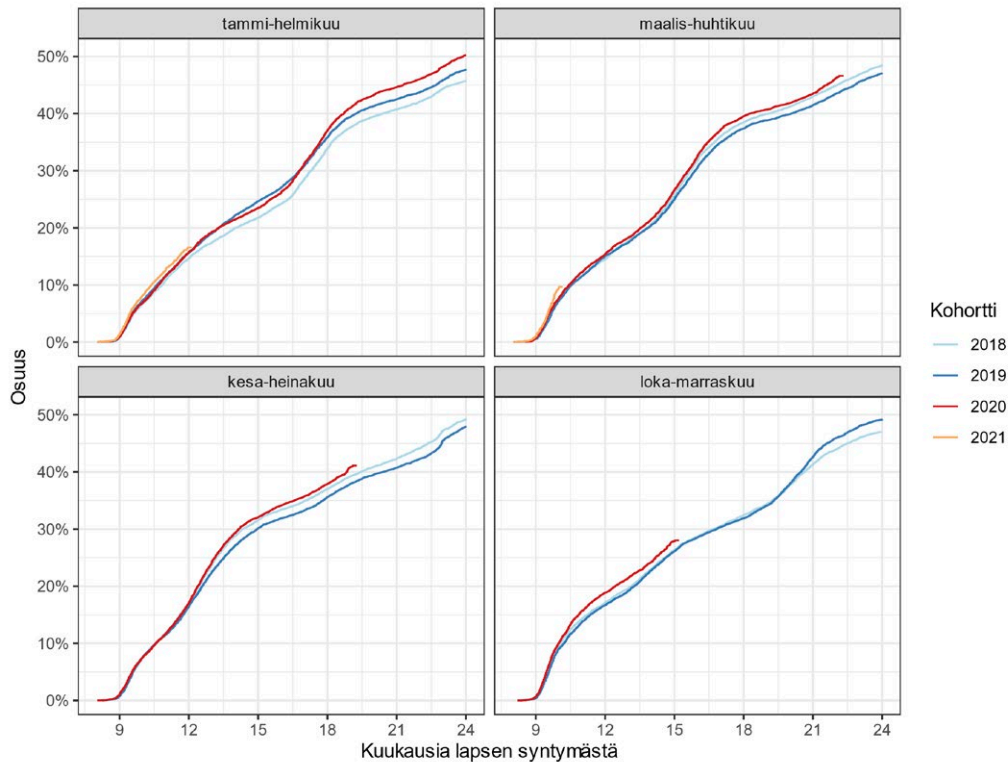 tammi-helmikuu
maalis-huhtikuu
50%
40%
30%
20%
10%
0%
kesa-heinakuu
loka-marraskuu
50%
40%
30%
20%
10%
0%
9 12 15 18 21 24
9 12 15 18 21 24
Osuus
Kuukausia lapsen syntymästä
Kohortti
2018
2019
2020
2021